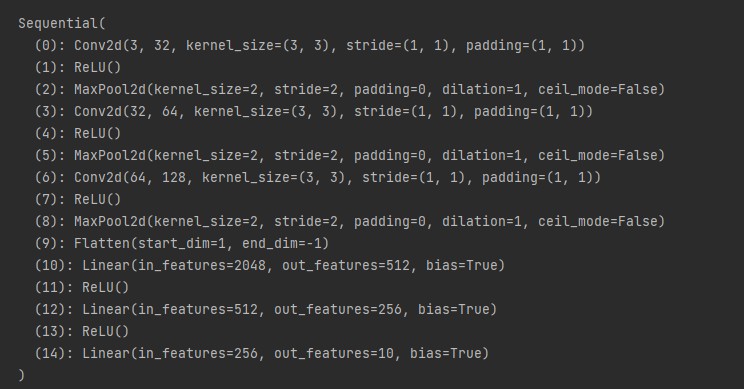 Sequential(
  (0): Conv2d(3, 32, kernel_size=(3, 3), stride=(1, 1), padding=(1, 1))
  (1): ReLU()
  (2): MaxPool2d(kernel_size=2, stride=2, padding=0, dilation=1, ceil_mode=False)
  (3): Conv2d(32, 64, kernel_size=(3, 3), stride=(1, 1), padding=(1, 1))
  (4): ReLU()
  (5): MaxPool2d(kernel_size=2, stride=2, padding=0, dilation=1, ceil_mode=False)
  (6): Conv2d(64, 128, kernel_size=(3, 3), stride=(1, 1), padding=(1, 1))
  (7): ReLU()
  (8): MaxPool2d(kernel_size=2, stride=2, padding=0, dilation=1, ceil_mode=False)
  (9): Flatten(start_dim=1, end_dim=-1)
  (10): Linear(in_features=2048, out_features=512, bias=True)
  (11): ReLU()
  (12): Linear(in_features=512, out_features=256, bias=True)
  (13): ReLU()
  (14): Linear(in_features=256, out_features=10, bias=True)
)